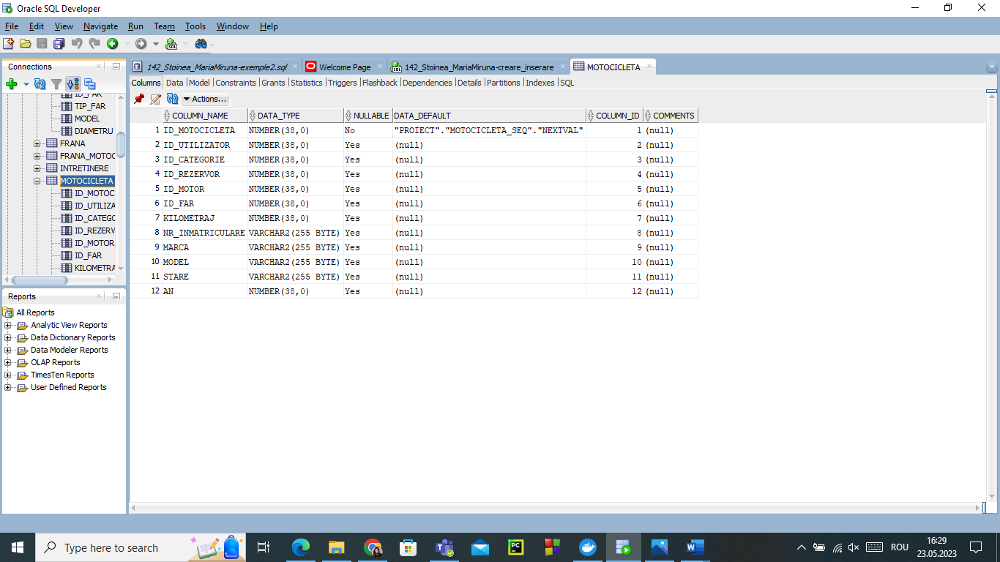 Oracle SQL Developer
File Edit View Navigate Run Team Tools Window Help
Connections
142_Stoinea_MariaMiruna-exemple2.sql
Welcome Page
142_Stoinea_MariaMiruna-creare_inserare
MOTOCICLETA
Columns Data Model Constraints Grants Statistics Triggers Flashback Dependencies Details Partitions Indexes SQL
Actions...
ID_FAR
TIP_FAR
MODEL
DIAMETRU
FRANA
FRANA_MOTOC
INTRETINERE
MOTOCICLETA
ID_MOTOC
ID_UTILIZA
ID_CATEGO
ID_REZERV
ID_MOTOR
ID_FAR
KILOMETRA
COLUMN_NAME DATA_TYPE NULLABLE DATA_DEFAULT COLUMN_ID COMMENTS
1 ID_MOTOCICLETA NUMBER(38,0) No "PROIECT"."MOTOCICLETA_SEQ"."NEXTVAL" 1 (null)
2 ID_UTILIZATOR NUMBER(38,0) Yes (null) 2 (null)
3 ID_CATEGORIE NUMBER(38,0) Yes (null) 3 (null)
4 ID_REZERVOR NUMBER(38,0) Yes (null) 4 (null)
5 ID_MOTOR NUMBER(38,0) Yes (null) 5 (null)
6 ID_FAR NUMBER(38,0) Yes (null) 6 (null)
7 KILOMETRAJ NUMBER(38,0) Yes (null) 7 (null)
8 NR_INMATRICULARE VARCHAR2(255 BYTE) Yes (null) 8 (null)
9 MARCA VARCHAR2(255 BYTE) Yes (null) 9 (null)
10 MODEL VARCHAR2(255 BYTE) Yes (null) 10 (null)
11 STARE VARCHAR2(255 BYTE) Yes (null) 11 (null)
12 AN NUMBER(38,0) Yes (null) 12 (null)
Reports
All Reports
Analytic View Reports
Data Dictionary Reports
Data Modeler Reports
OLAP Reports
TimesTen Reports
User Defined Reports
Type here to search
ROU
16:29
23.05.2023